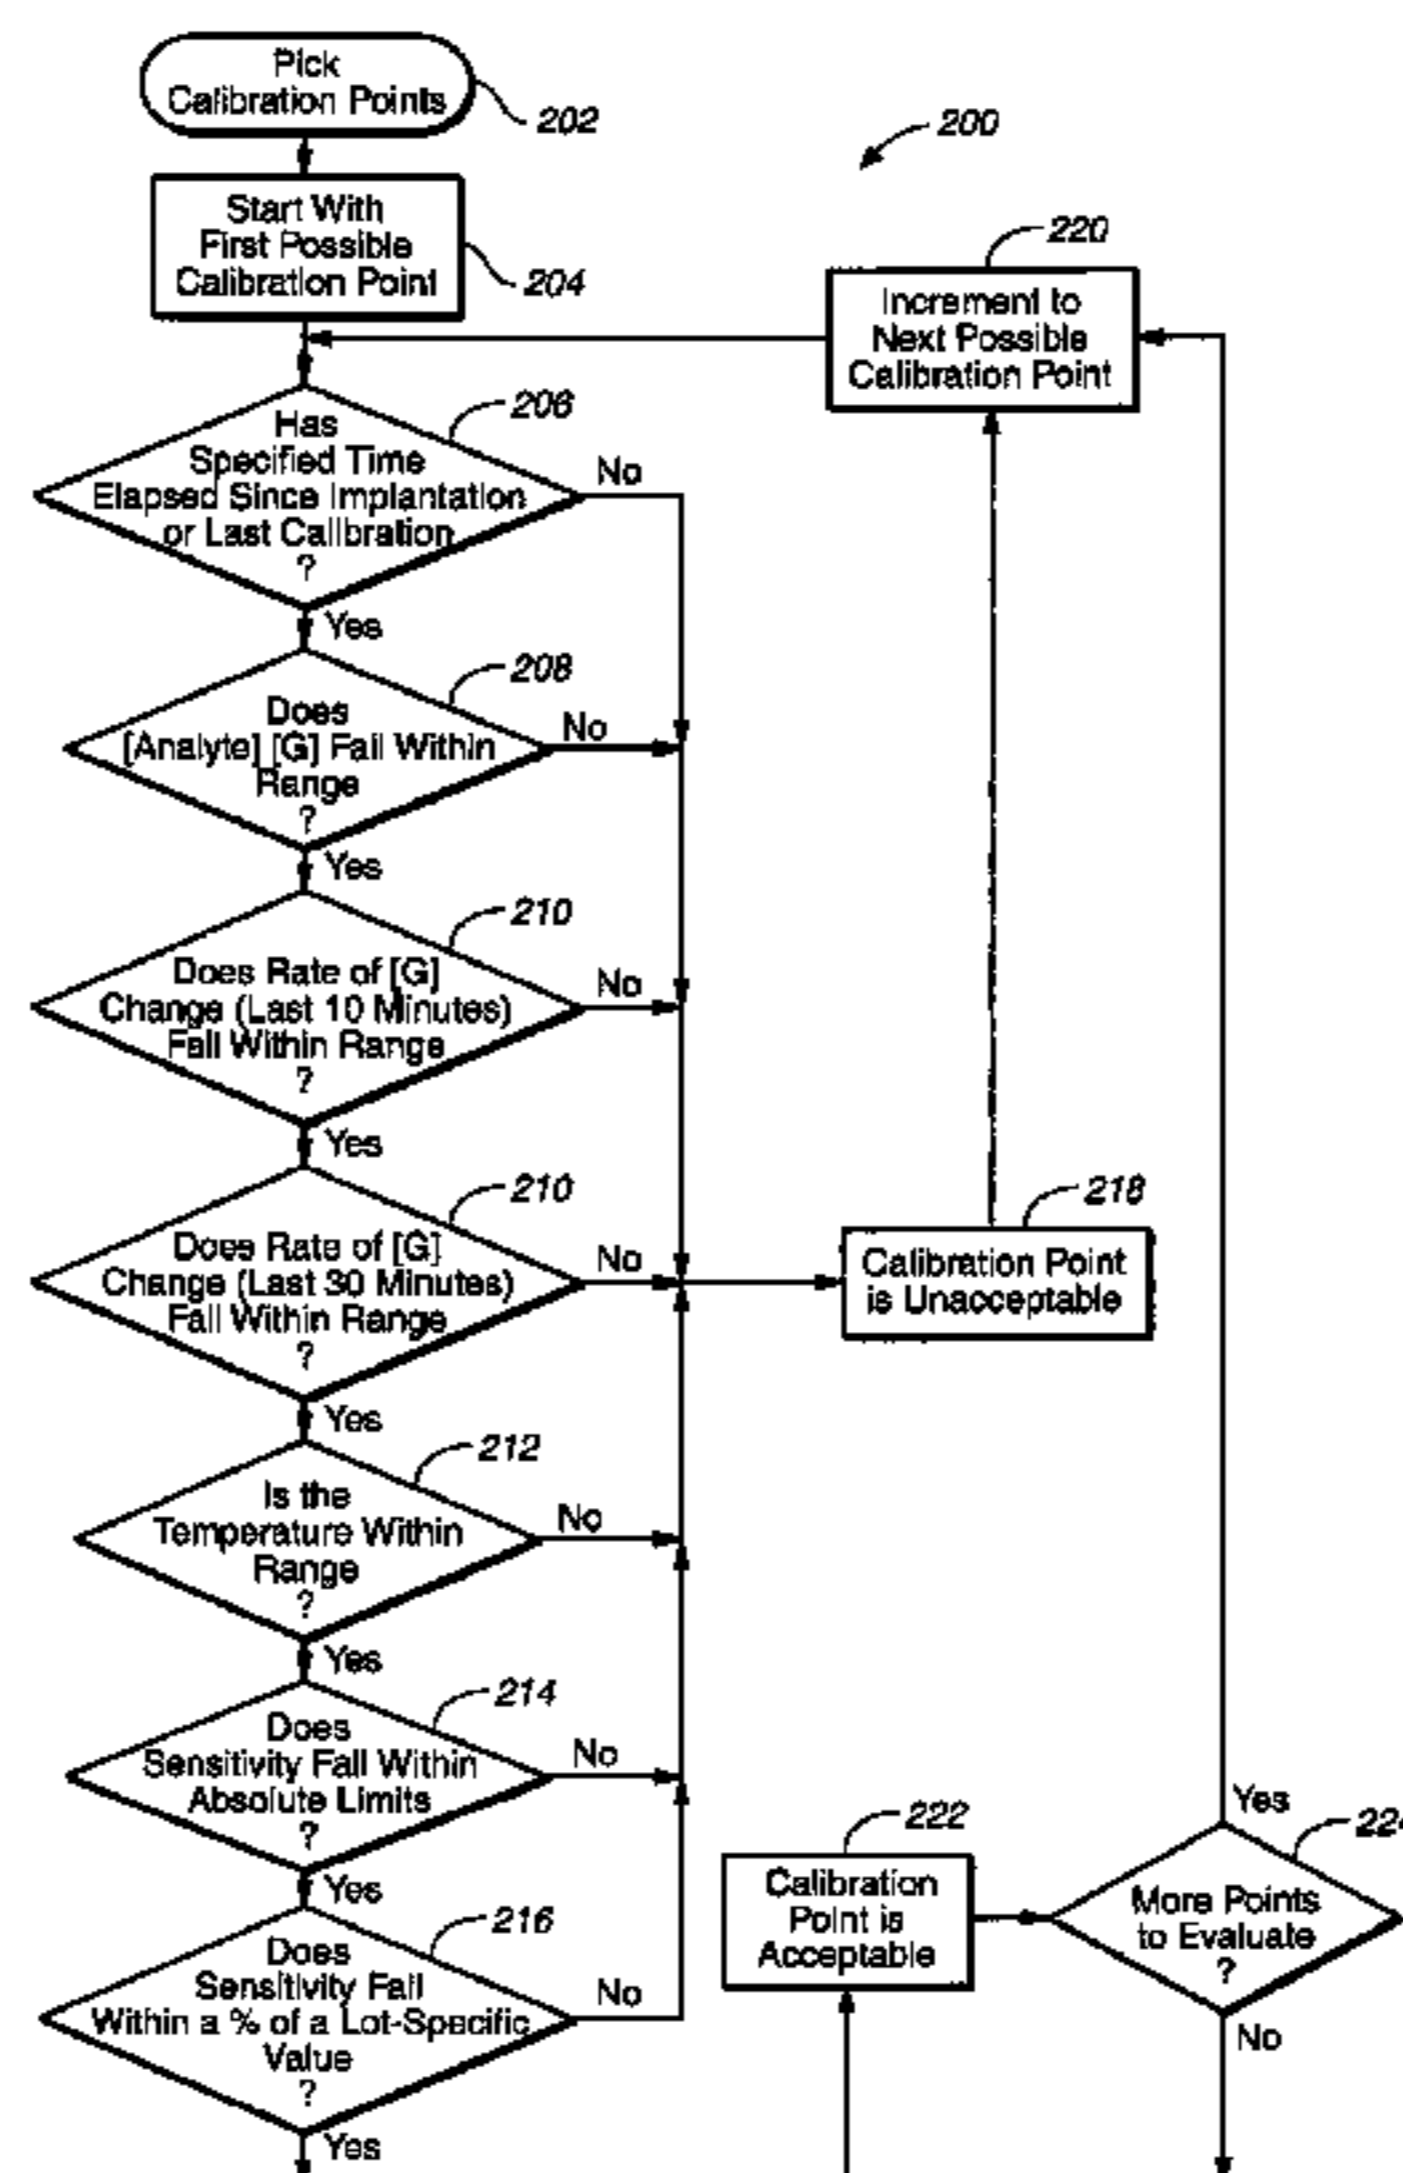 Pick
Calibration Points
202
200
Start With
First Possible
Calibration Point
204
220
Increment to
Next Possible
Calibration Point
206
Has
Specified Time
Elapsed Since Implantation
or Last Calibration
?
No
Yes
208
Does
[Analyte] [G] Fall Within
Range
?
No
Yes
210
Does Rate of [G]
Change (Last 10 Minutes)
Fall Within Range
?
No
Yes
210
Does Rate of [G]
Change (Last 30 Minutes)
Fall Within Range
?
No
Yes
218
Calibration Point
is Unacceptable
212
Is the
Temperature Within
Range
?
No
Yes
214
Does
Sensitivity Fall Within
Absolute Limits
?
No
Yes
216
Does
Sensitivity Fall
Within a % of a Lot-Specific
Value
?
No
Yes
222
Calibration
Point is
Acceptable
Yes
224
More Points
to Evaluate
?
No